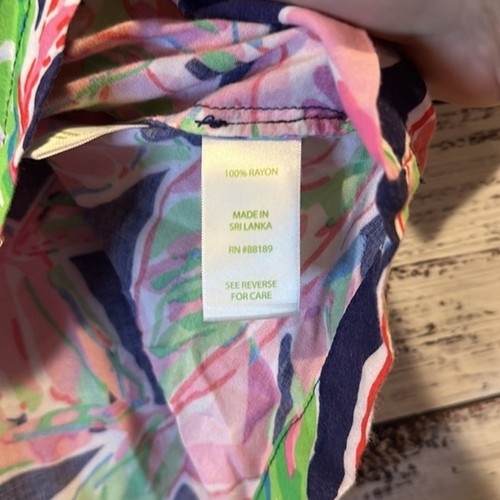 100% RAYON
MADE IN
SRI LANKA
RN #88189
SEE REVERSE
FOR CARE